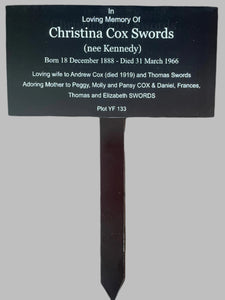 In
Loving Memory Of
Christina Cox Swords
(nee Kennedy)
Born 18 December 1888 - Died 31 March 1966
Loving wife to Andrew Cox (died 1919) and Thomas Swords
Adoring Mother to Peggy, Molly and Pansy COX & Daniel, Frances,
Thomas and Elizabeth SWORDS.
Plot YF 133